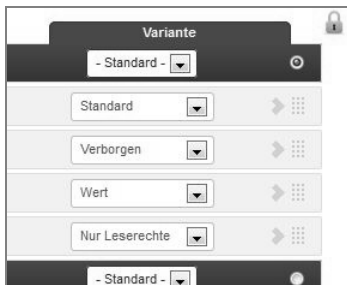 Variante
- Standard -
Standard
Verborgen
Wert
Nur Leserechte
- Standard -